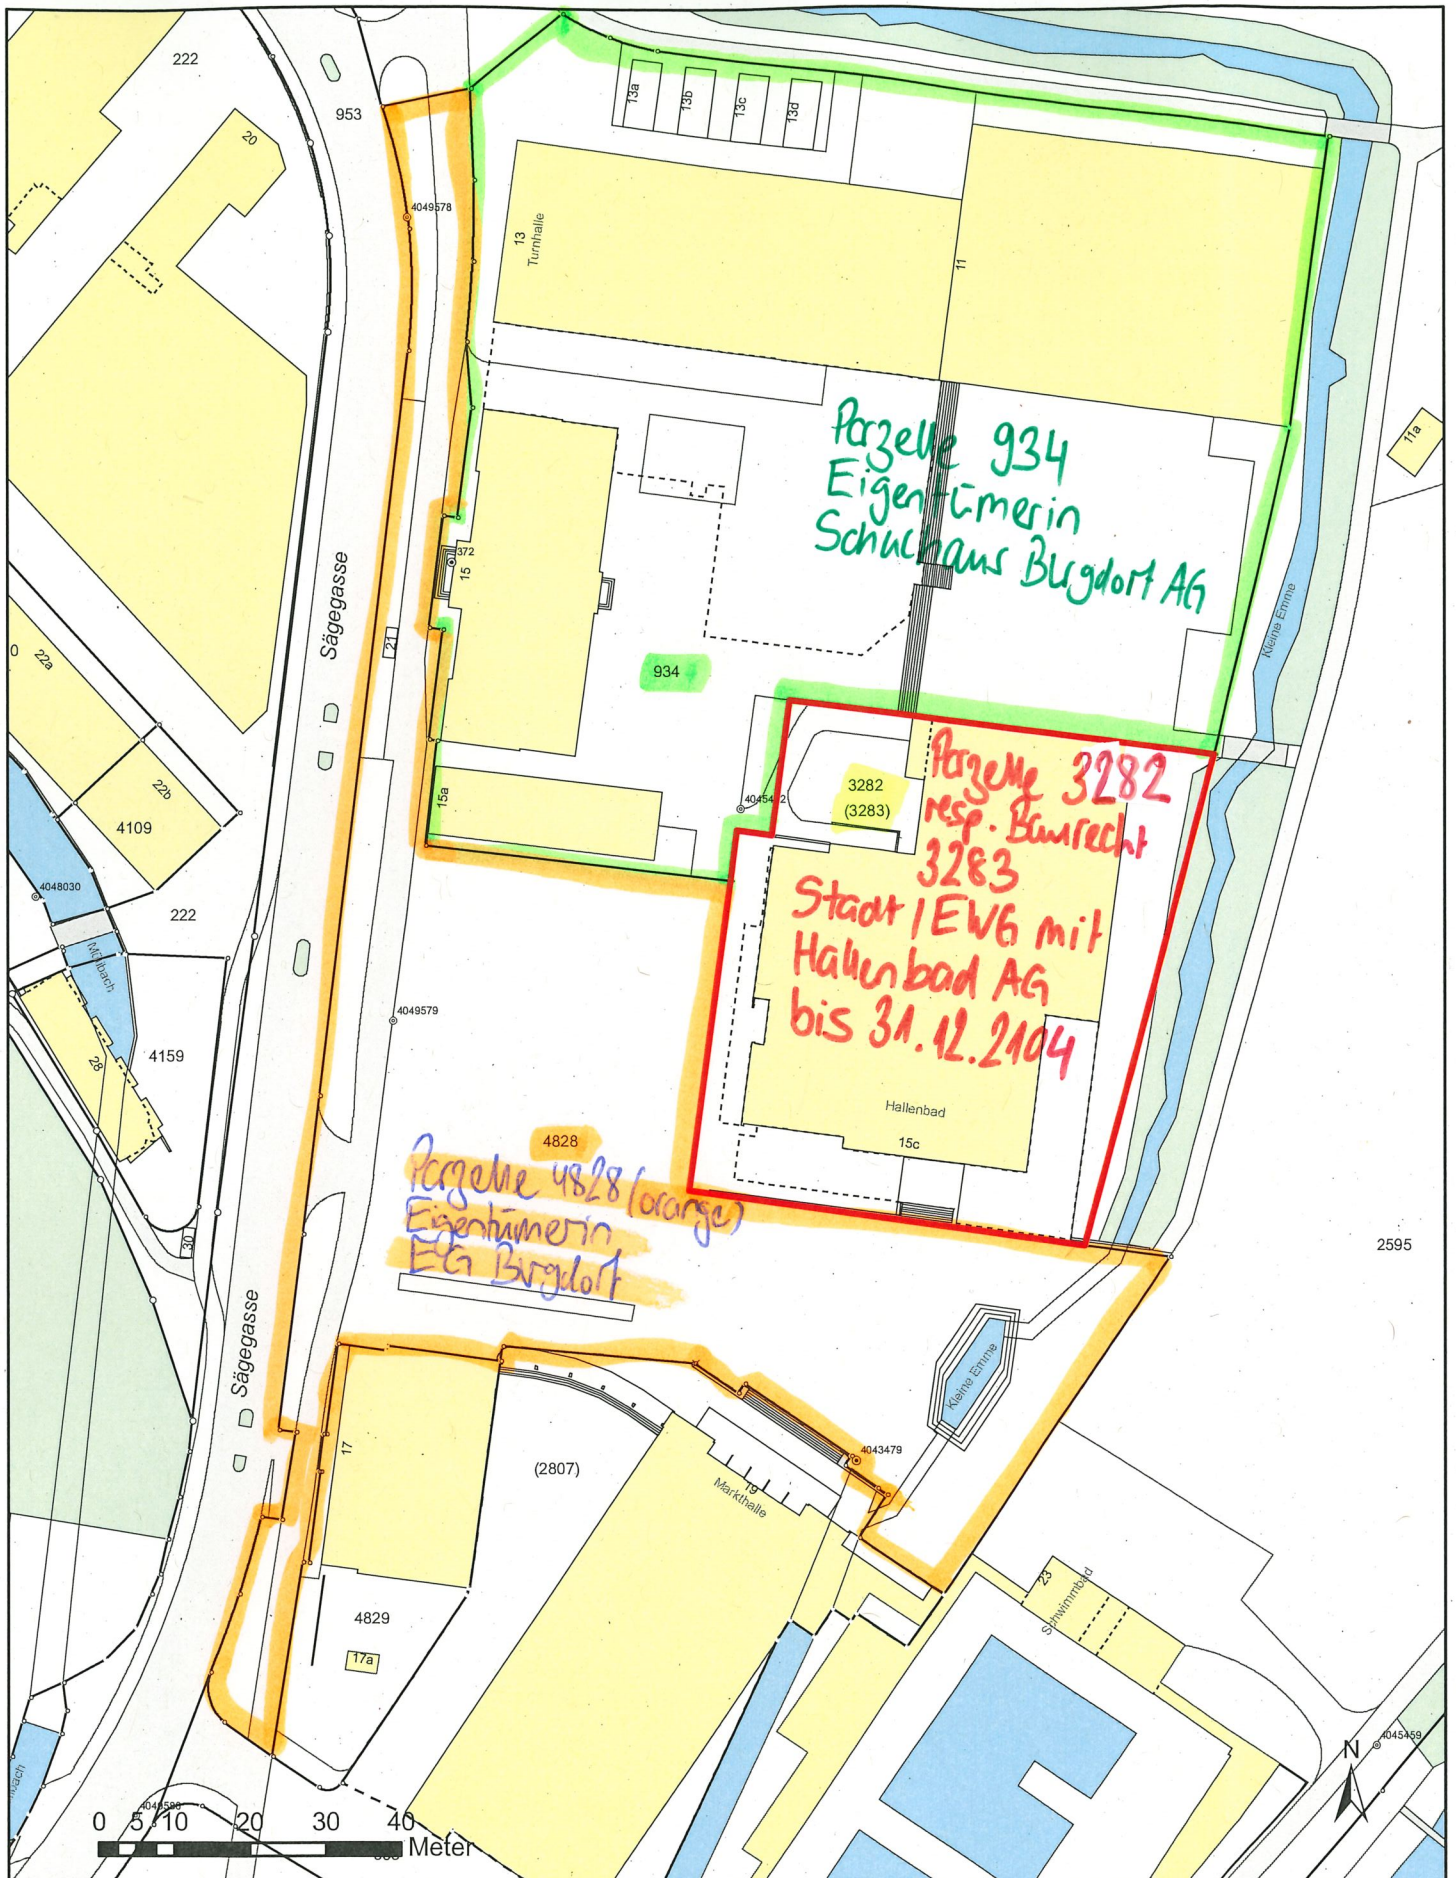 222
953
20
4049578
13a
13b
13c
13d
13
Turnhalle
11
11a
Parzelle 934
Eigentümerin
Schulhaus Burgdorf AG
Kleine Emme
Sägegasse
372
15
21
934
0
22a
22b
4109
15a
4045452
3282
(3283)
Parzelle 3282
resp. Baurecht
3283
Stadt / EWG mit
Hallenbad AG
bis 31.12.2104
4048030
222
Mülibach
28
4159
4049579
Hallenbad
15c
4828
Parzelle 4828 (orange)
Eigentümerin
EG Burgdorf
30
2595
Sägegasse
17
(2807)
Kleine Emme
4043479
19
Markthalle
4829
17a
23
Schwimmbad
N
4045459
0 5 10 20 30 40
Meter